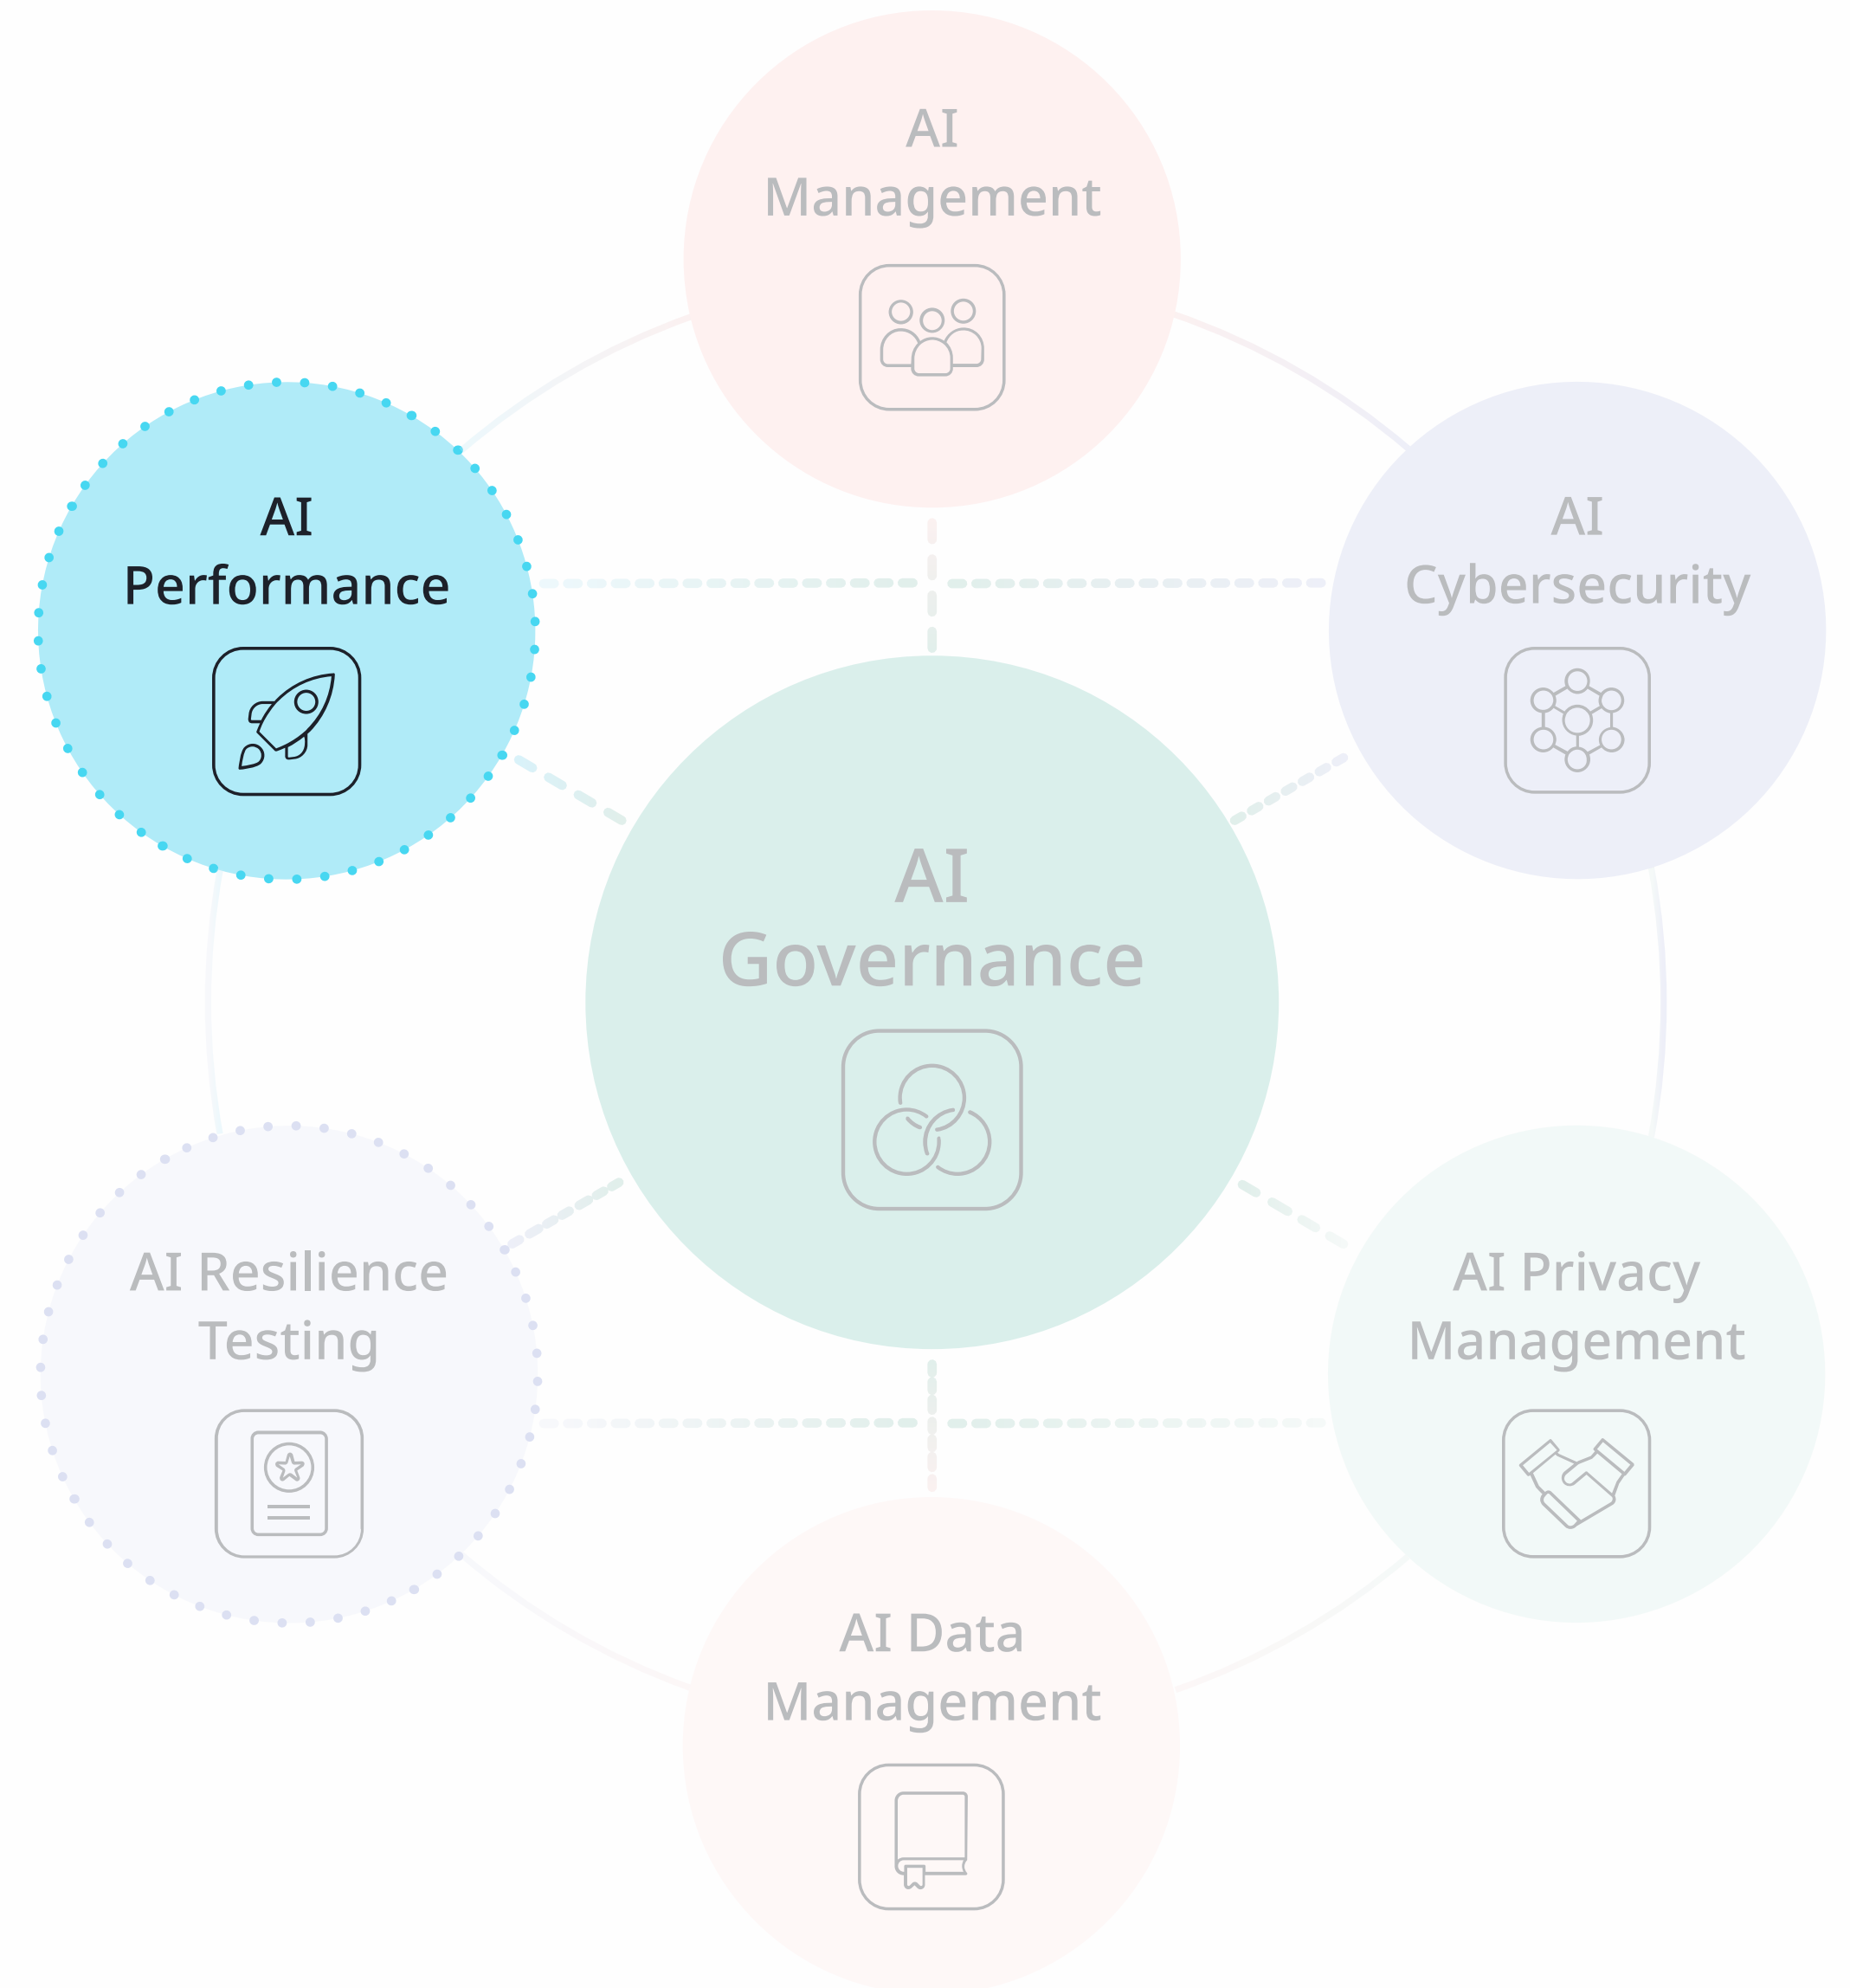 AI
Management
AI
Performance
AI
Cybersecurity
AI
Governance
AI Resilience
Testing
AI Privacy
Management
AI Data
Management